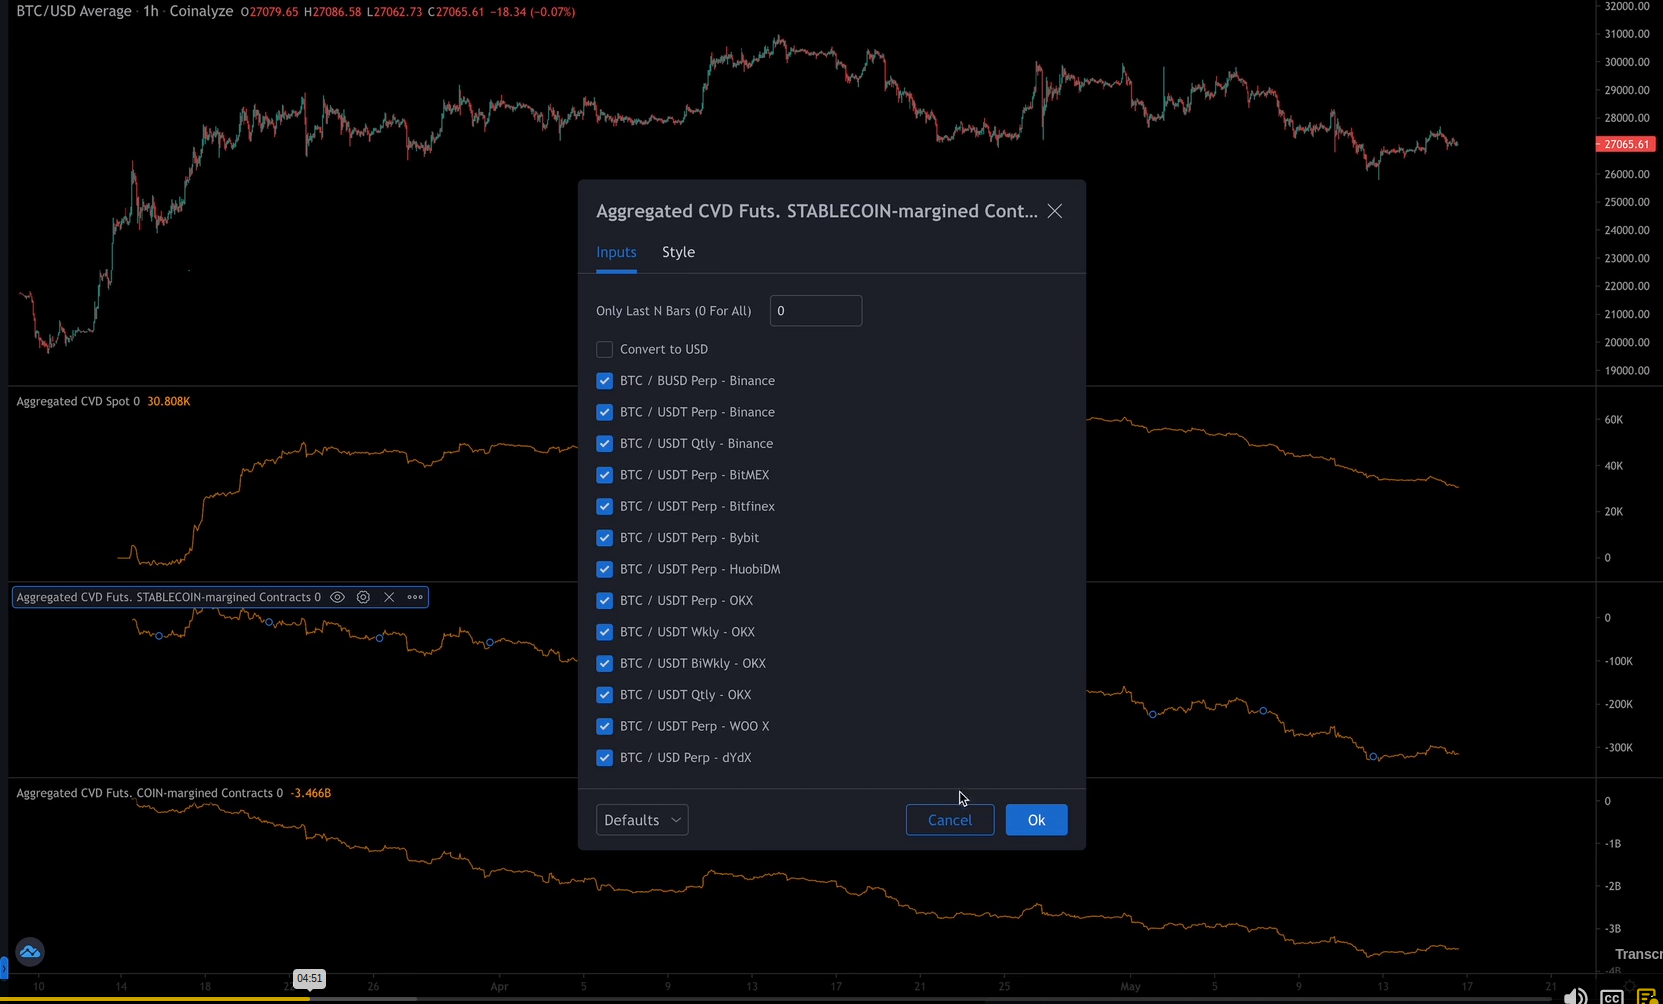 BTC/USD Average · 1h · Coinalyze O27079.65 H27086.58 L27062.73 C27065.61 −18.34 (−0.07%)
32000.00
31000.00
30000.00
29000.00
28000.00
27065.61
26000.00
25000.00
24000.00
23000.00
22000.00
21000.00
20000.00
19000.00
Aggregated CVD Futs. STABLECOIN-margined Cont...
Inputs Style
Only Last N Bars (0 For All) 0
Convert to USD
BTC / BUSD Perp - Binance
BTC / USDT Perp - Binance
BTC / USDT Qtly - Binance
BTC / USDT Perp - BitMEX
BTC / USDT Perp - Bitfinex
BTC / USDT Perp - Bybit
BTC / USDT Perp - HuobiDM
BTC / USDT Perp - OKX
BTC / USDT Wkly - OKX
BTC / USDT BiWkly - OKX
BTC / USDT Qtly - OKX
BTC / USDT Perp - WOO X
BTC / USD Perp - dYdX
Defaults Cancel Ok
Aggregated CVD Spot 0 30.808K
60K
40K
20K
0
Aggregated CVD Futs. STABLECOIN-margined Contracts 0
0
-100K
-200K
-300K
Aggregated CVD Futs. COIN-margined Contracts 0 -3.466B
0
-1B
-2B
-3B
-4B
Transcr
04:51
10 14 18 22 26 Apr 5 9 13 17 21 25 May 5 9 13 17 21
CC